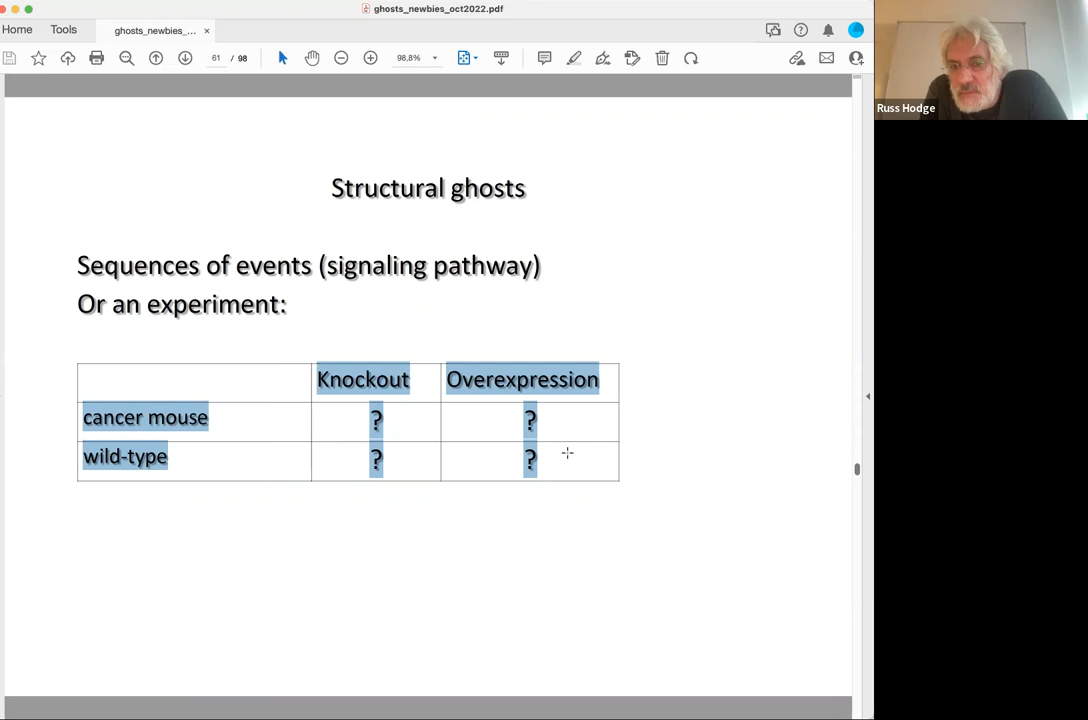 ghosts_newbies_oct2022.pdf
Home Tools ghosts_newbies_... ×
61 / 98 98,8%
Russ Hodge
Structural ghosts
Sequences of events (signaling pathway)
Or an experiment:
Knockout Overexpression
cancer mouse ? ?
wild-type ? ?